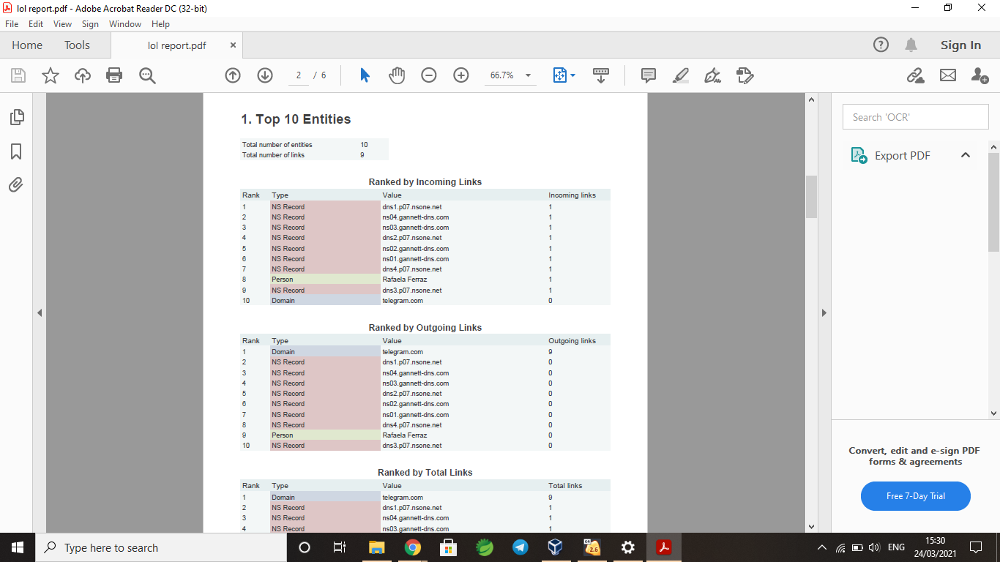 lol report.pdf - Adobe Acrobat Reader DC (32-bit)
File Edit View Sign Window Help
Home Tools lol report.pdf × ? Sign In
2 / 6 66.7%
Search 'OCR'
Export PDF
1. Top 10 Entities
Total number of entities 10
Total number of links 9
Ranked by Incoming Links
Rank Type Value Incoming links
1 NS Record dns1.p07.nsone.net 1
2 NS Record ns04.gannett-dns.com 1
3 NS Record ns03.gannett-dns.com 1
4 NS Record dns2.p07.nsone.net 1
5 NS Record ns02.gannett-dns.com 1
6 NS Record ns01.gannett-dns.com 1
7 NS Record dns4.p07.nsone.net 1
8 Person Rafaela Ferraz 1
9 NS Record dns3.p07.nsone.net 1
10 Domain telegram.com 0
Ranked by Outgoing Links
Rank Type Value Outgoing links
1 Domain telegram.com 9
2 NS Record dns1.p07.nsone.net 0
3 NS Record ns04.gannett-dns.com 0
4 NS Record ns03.gannett-dns.com 0
5 NS Record dns2.p07.nsone.net 0
6 NS Record ns02.gannett-dns.com 0
7 NS Record ns01.gannett-dns.com 0
8 NS Record dns4.p07.nsone.net 0
9 Person Rafaela Ferraz 0
10 NS Record dns3.p07.nsone.net 0
Ranked by Total Links
Rank Type Value Total links
1 Domain telegram.com 9
2 NS Record dns1.p07.nsone.net 1
3 NS Record ns04.gannett-dns.com 1
4 NS Record ns03.gannett-dns.com 1
Convert, edit and e-sign PDF
forms & agreements
Free 7-Day Trial
Type here to search
64
2.6
ENG
15:30
24/03/2021